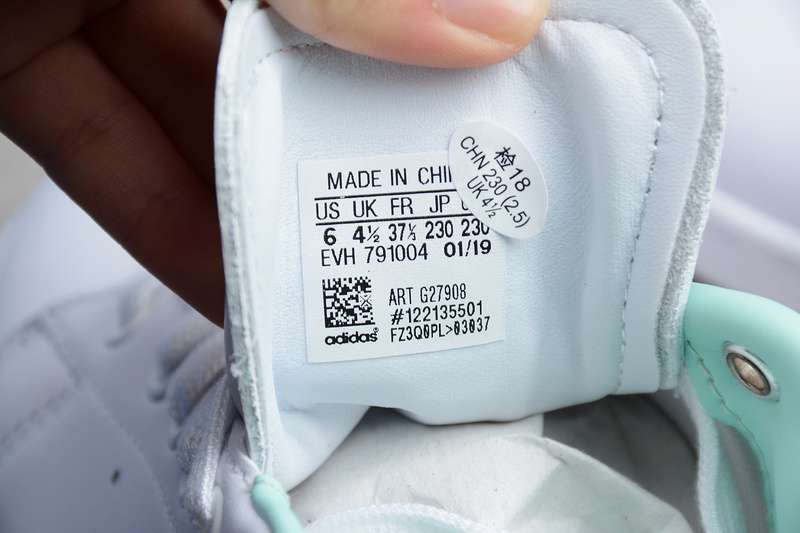 MADE IN CHI
US UK FR JP
6 4½ 37⅓ 230 230
EVH 791004 01/19
ART G27908
#122135501
FZ3Q0PL>03037
adidas
检18
CHN 230 (2.5)
UK 4½